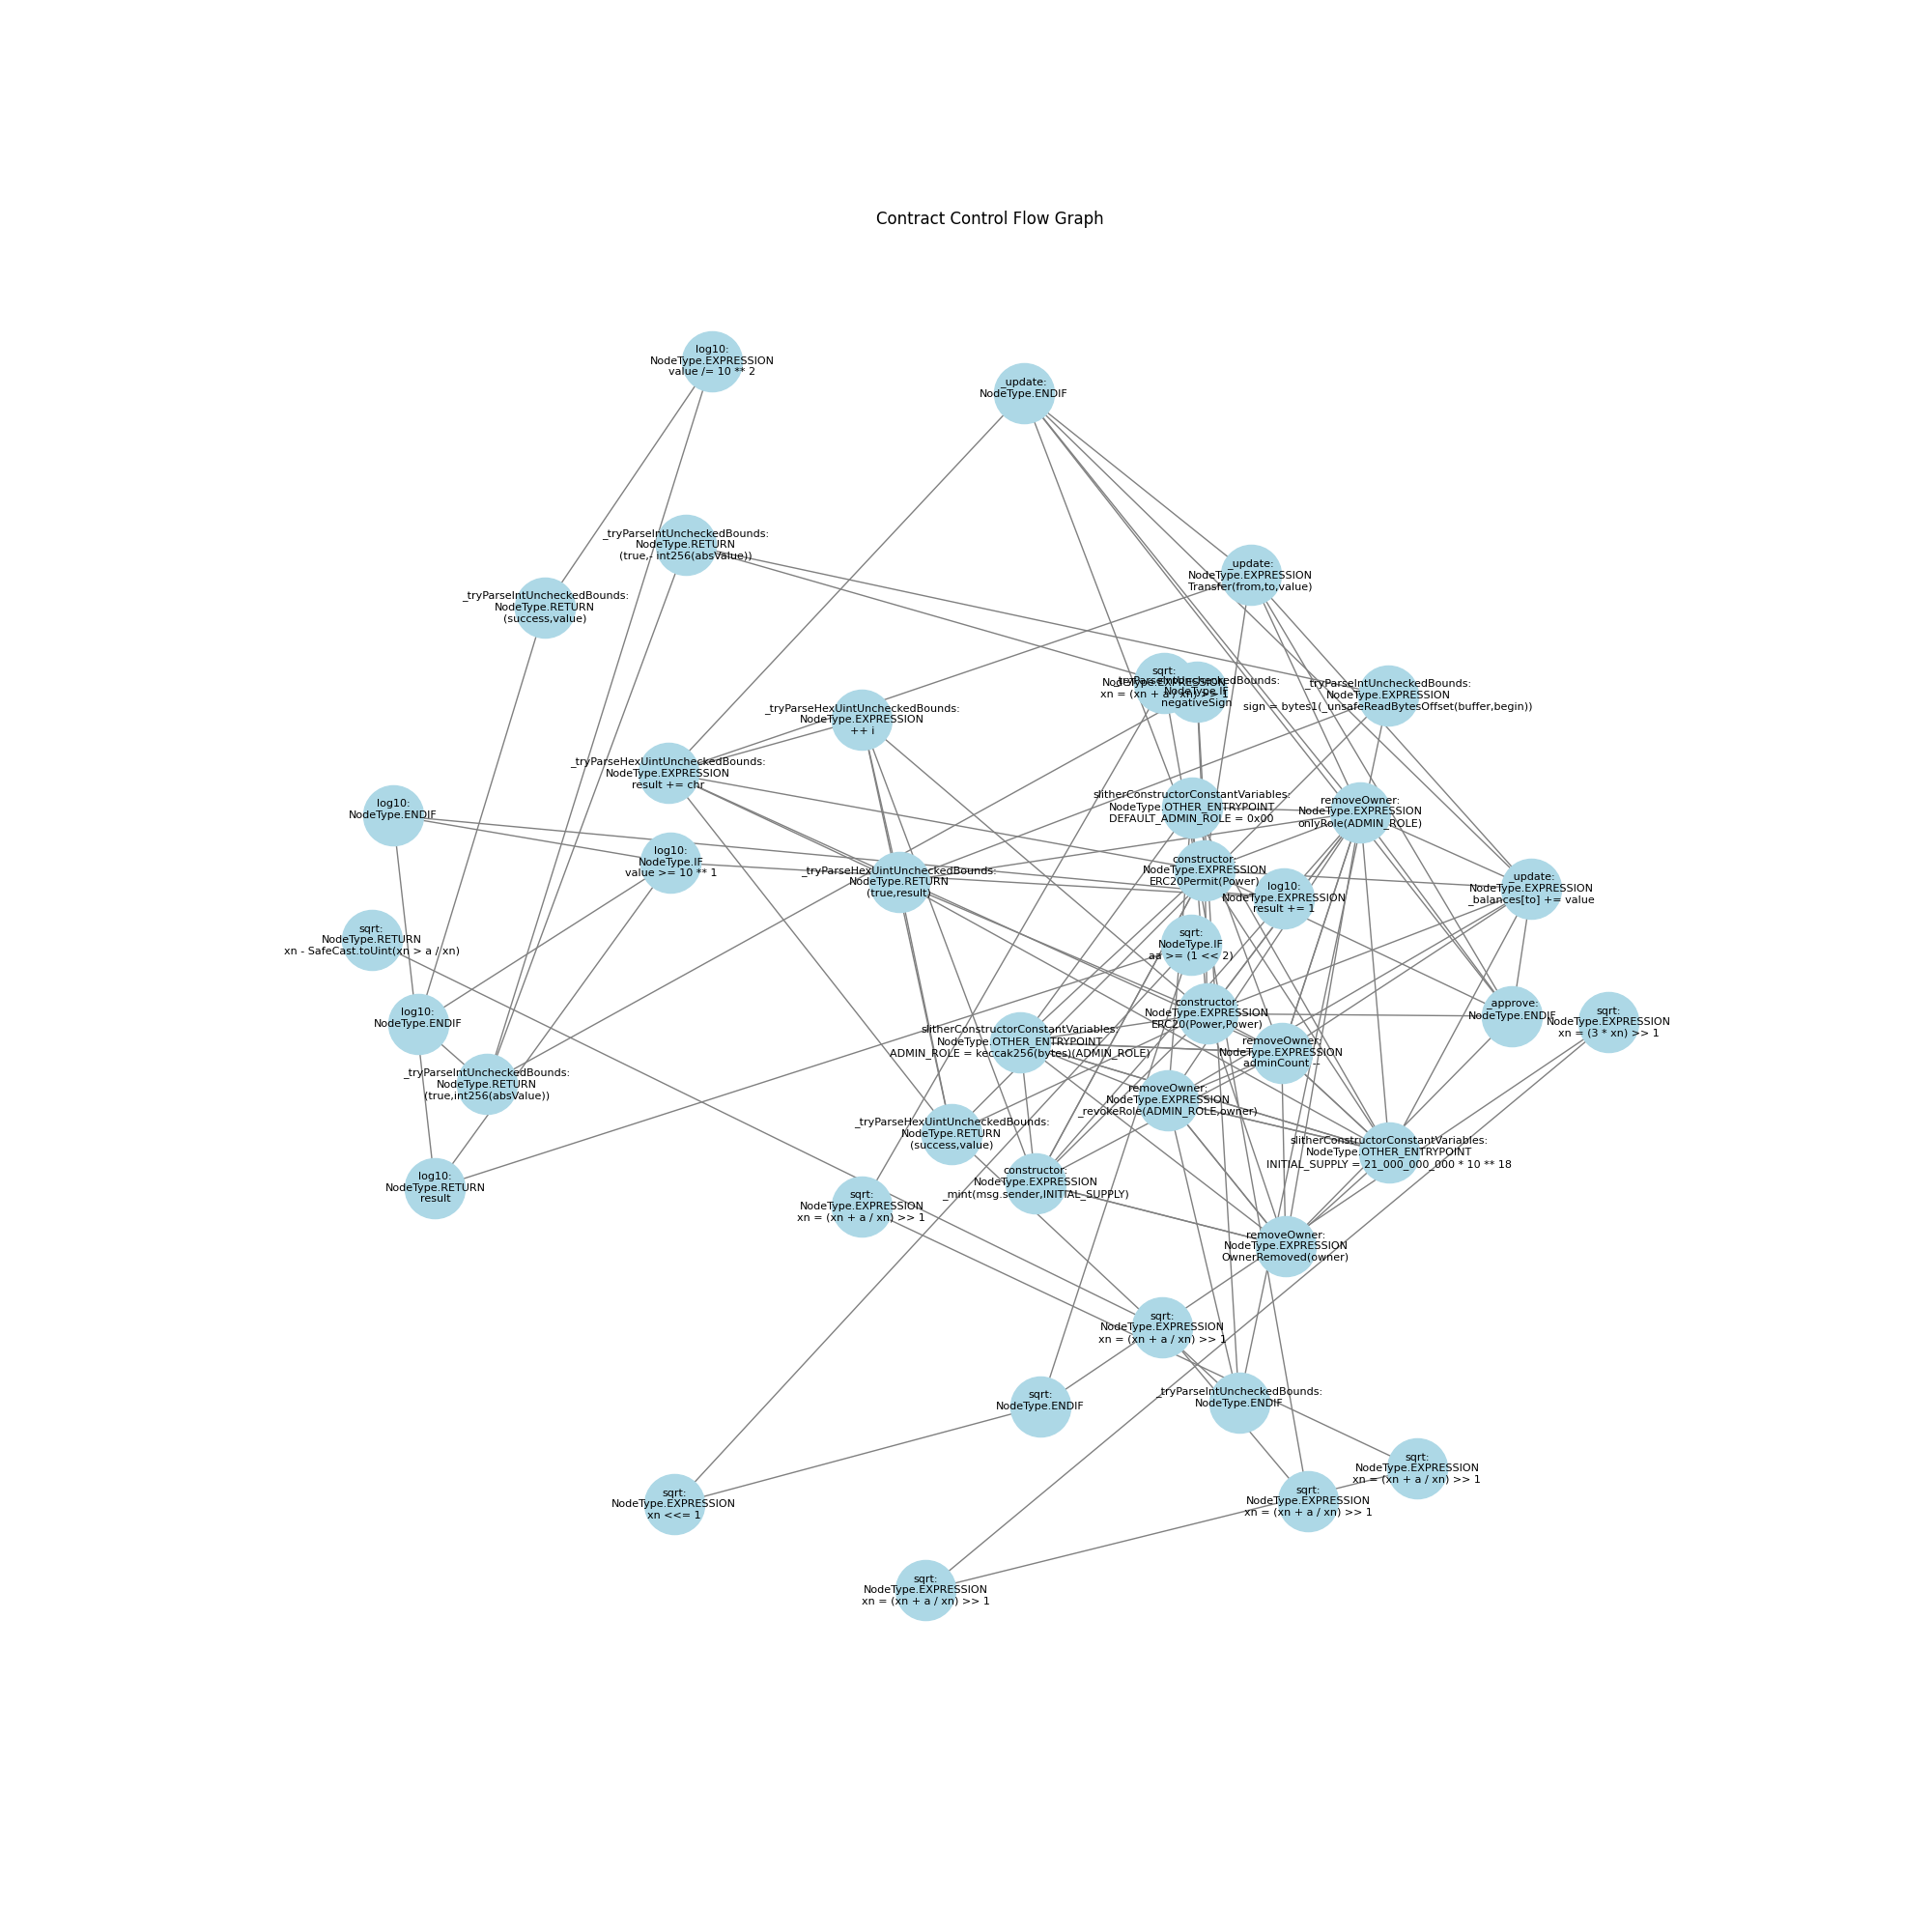 Contract Control Flow Graph
log10:
NodeType.EXPRESSION
value /= 10 ** 2
_update:
NodeType.ENDIF
_tryParseIntUncheckedBounds:
NodeType.RETURN
(true,- int256(absValue))
_update:
NodeType.EXPRESSION
Transfer(from,to,value)
_tryParseIntUncheckedBounds:
NodeType.RETURN
(success,value)
sqrt:
NodeType.EXPRESSION
xn = (xn + a / xn) >> 1
_tryParseIntUncheckedBounds:
NodeType.IF
negativeSign
_tryParseIntUncheckedBounds:
NodeType.EXPRESSION
sign = bytes1(_unsafeReadBytesOffset(buffer,begin))
_tryParseHexUintUncheckedBounds:
NodeType.EXPRESSION
++ i
_tryParseHexUintUncheckedBounds:
NodeType.EXPRESSION
result += chr
slitherConstructorConstantVariables:
NodeType.OTHER_ENTRYPOINT
DEFAULT_ADMIN_ROLE = 0x00
removeOwner:
NodeType.EXPRESSION
onlyRole(ADMIN_ROLE)
log10:
NodeType.ENDIF
log10:
NodeType.IF
value >= 10 ** 1
_tryParseHexUintUncheckedBounds:
NodeType.RETURN
(true,result)
constructor:
NodeType.EXPRESSION
ERC20Permit(Power)
log10:
NodeType.EXPRESSION
result += 1
_update:
NodeType.EXPRESSION
_balances[to] += value
sqrt:
NodeType.RETURN
xn - SafeCast.toUint(xn > a / xn)
sqrt:
NodeType.IF
aa >= (1 << 2)
log10:
NodeType.ENDIF
constructor:
NodeType.EXPRESSION
ERC20(Power,Power)
_approve:
NodeType.ENDIF
sqrt:
NodeType.EXPRESSION
xn = (3 * xn) >> 1
slitherConstructorConstantVariables:
NodeType.OTHER_ENTRYPOINT
ADMIN_ROLE = keccak256(bytes)(ADMIN_ROLE)
removeOwner:
NodeType.EXPRESSION
adminCount --
_tryParseIntUncheckedBounds:
NodeType.RETURN
(true,int256(absValue))
removeOwner:
NodeType.EXPRESSION
_revokeRole(ADMIN_ROLE,owner)
_tryParseHexUintUncheckedBounds:
NodeType.RETURN
(success,value)
slitherConstructorConstantVariables:
NodeType.OTHER_ENTRYPOINT
INITIAL_SUPPLY = 21_000_000_000 * 10 ** 18
log10:
NodeType.RETURN
result
constructor:
NodeType.EXPRESSION
_mint(msg.sender,INITIAL_SUPPLY)
sqrt:
NodeType.EXPRESSION
xn = (xn + a / xn) >> 1
removeOwner:
NodeType.EXPRESSION
OwnerRemoved(owner)
sqrt:
NodeType.EXPRESSION
xn = (xn + a / xn) >> 1
sqrt:
NodeType.ENDIF
_tryParseIntUncheckedBounds:
NodeType.ENDIF
sqrt:
NodeType.EXPRESSION
xn = (xn + a / xn) >> 1
sqrt:
NodeType.EXPRESSION
xn <<= 1
sqrt:
NodeType.EXPRESSION
xn = (xn + a / xn) >> 1
sqrt:
NodeType.EXPRESSION
xn = (xn + a / xn) >> 1